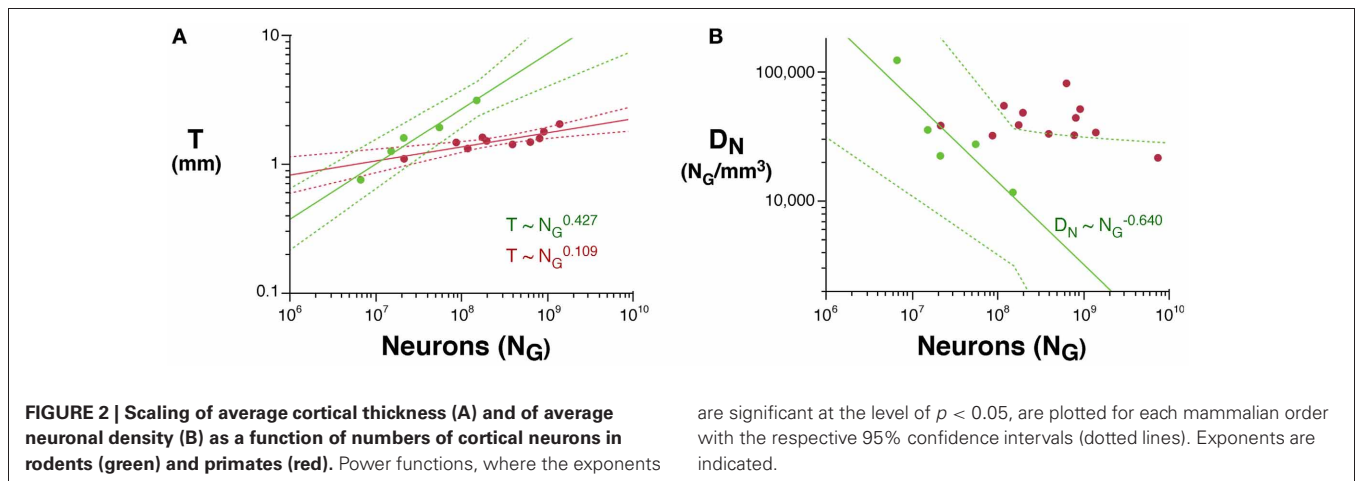 A
B
10
1
0.1
T
(mm)
T ~ N_G^0.427
T ~ N_G^0.109
10^6 10^7 10^8 10^9 10^10
Neurons (N_G)
100,000
10,000
D_N
(N_G/mm^3)
D_N ~ N_G^-0.640
10^6 10^7 10^8 10^9 10^10
Neurons (N_G)
FIGURE 2 | Scaling of average cortical thickness (A) and of average
neuronal density (B) as a function of numbers of cortical neurons in
rodents (green) and primates (red). Power functions, where the exponents
are significant at the level of p < 0.05, are plotted for each mammalian order
with the respective 95% confidence intervals (dotted lines). Exponents are
indicated.